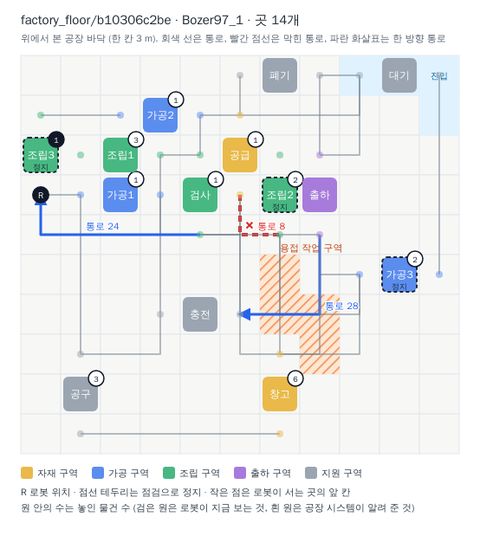 factory_floor/b10306c2be · Bozer97_1 · 곳 14개
위에서 본 공장 바닥 (한 칸 3 m). 회색 선은 통로, 빨간 점선은 막힌 통로, 파란 화살표는 한 방향 통로
폐기
대기
진입
가공2
1
조립3
정지
1
조립1
3
공급
1
R
가공1
1
검사
1
조립2
정지
2
출하
통로 24
통로 8
용접 작업 구역
가공3
정지
2
통로 28
충전
공구
3
창고
6
자재 구역
가공 구역
조립 구역
출하 구역
지원 구역
R 로봇 위치 · 점선 테두리는 점검으로 정지 · 작은 점은 로봇이 서는 곳의 앞 칸
원 안의 수는 놓인 물건 수 (검은 원은 로봇이 지금 보는 것, 흰 원은 공장 시스템이 알려 준 것)